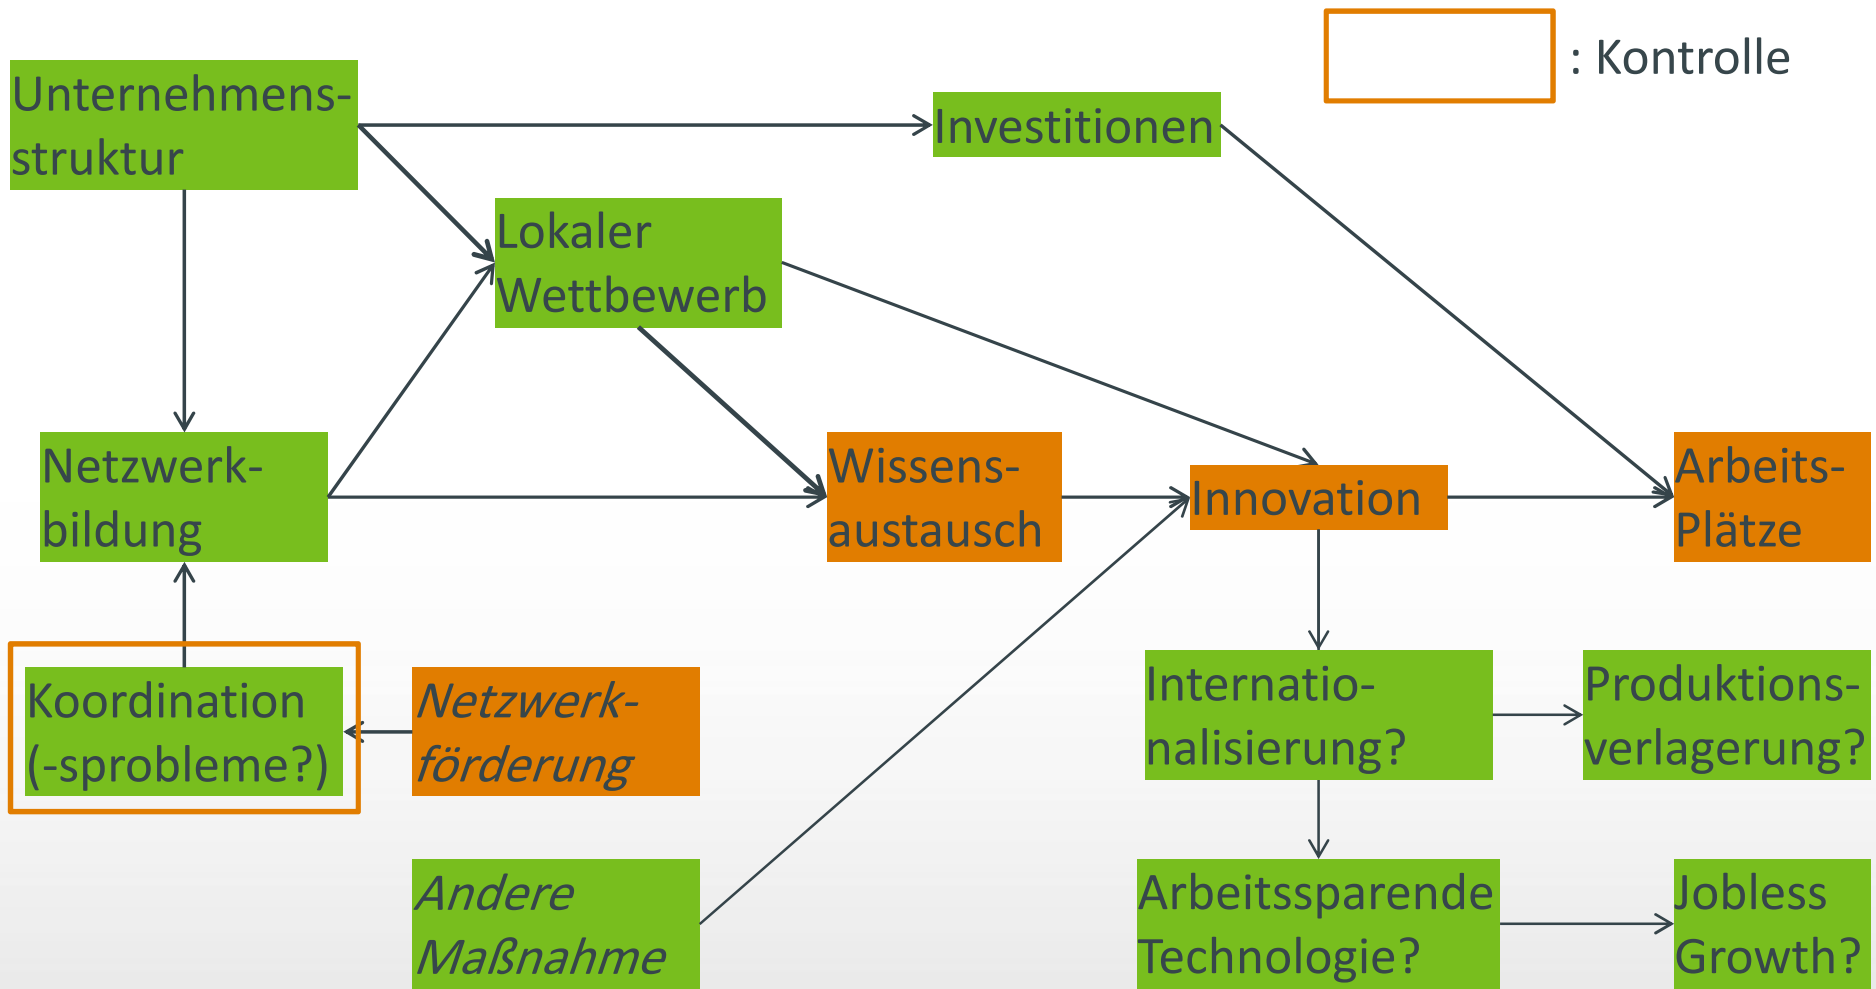 : Kontrolle
Unternehmens-
struktur
Investitionen
Lokaler
Wettbewerb
Netzwerk-
bildung
Wissens-
austausch
Innovation
Arbeits-
Plätze
Koordination
(-sprobleme?)
Netzwerk-
förderung
Internatio-
nalisierung?
Produktions-
verlagerung?
Andere
Maßnahme
Arbeitssparende
Technologie?
Jobless
Growth?